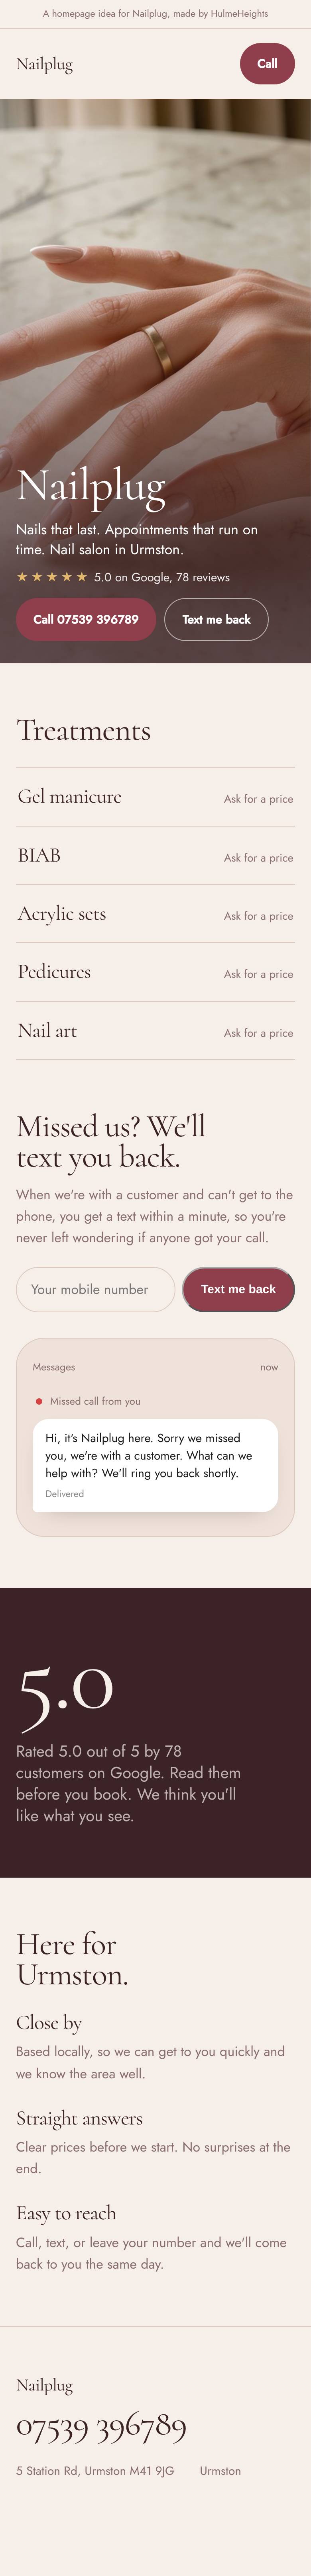 A homepage idea for Nailplug, made by HulmeHeights
Nailplug
Call
Nailplug
Nails that last. Appointments that run on
time. Nail salon in Urmston.
★★★★★ 5.0 on Google, 78 reviews
Call 07539 396789
Text me back
Treatments
Gel manicure
Ask for a price
BIAB
Ask for a price
Acrylic sets
Ask for a price
Pedicures
Ask for a price
Nail art
Ask for a price
Missed us? We'll
text you back.
When we're with a customer and can't get to the
phone, you get a text within a minute, so you're
never left wondering if anyone got your call.
Your mobile number
Text me back
Messages
now
Missed call from you
Hi, it's Nailplug here. Sorry we missed
you, we're with a customer. What can we
help with? We'll ring you back shortly.
Delivered
5.0
Rated 5.0 out of 5 by 78
customers on Google. Read them
before you book. We think you'll
like what you see.
Here for
Urmston.
Close by
Based locally, so we can get to you quickly and
we know the area well.
Straight answers
Clear prices before we start. No surprises at the
end.
Easy to reach
Call, text, or leave your number and we'll come
back to you the same day.
Nailplug
07539 396789
5 Station Rd, Urmston M41 9JG
Urmston